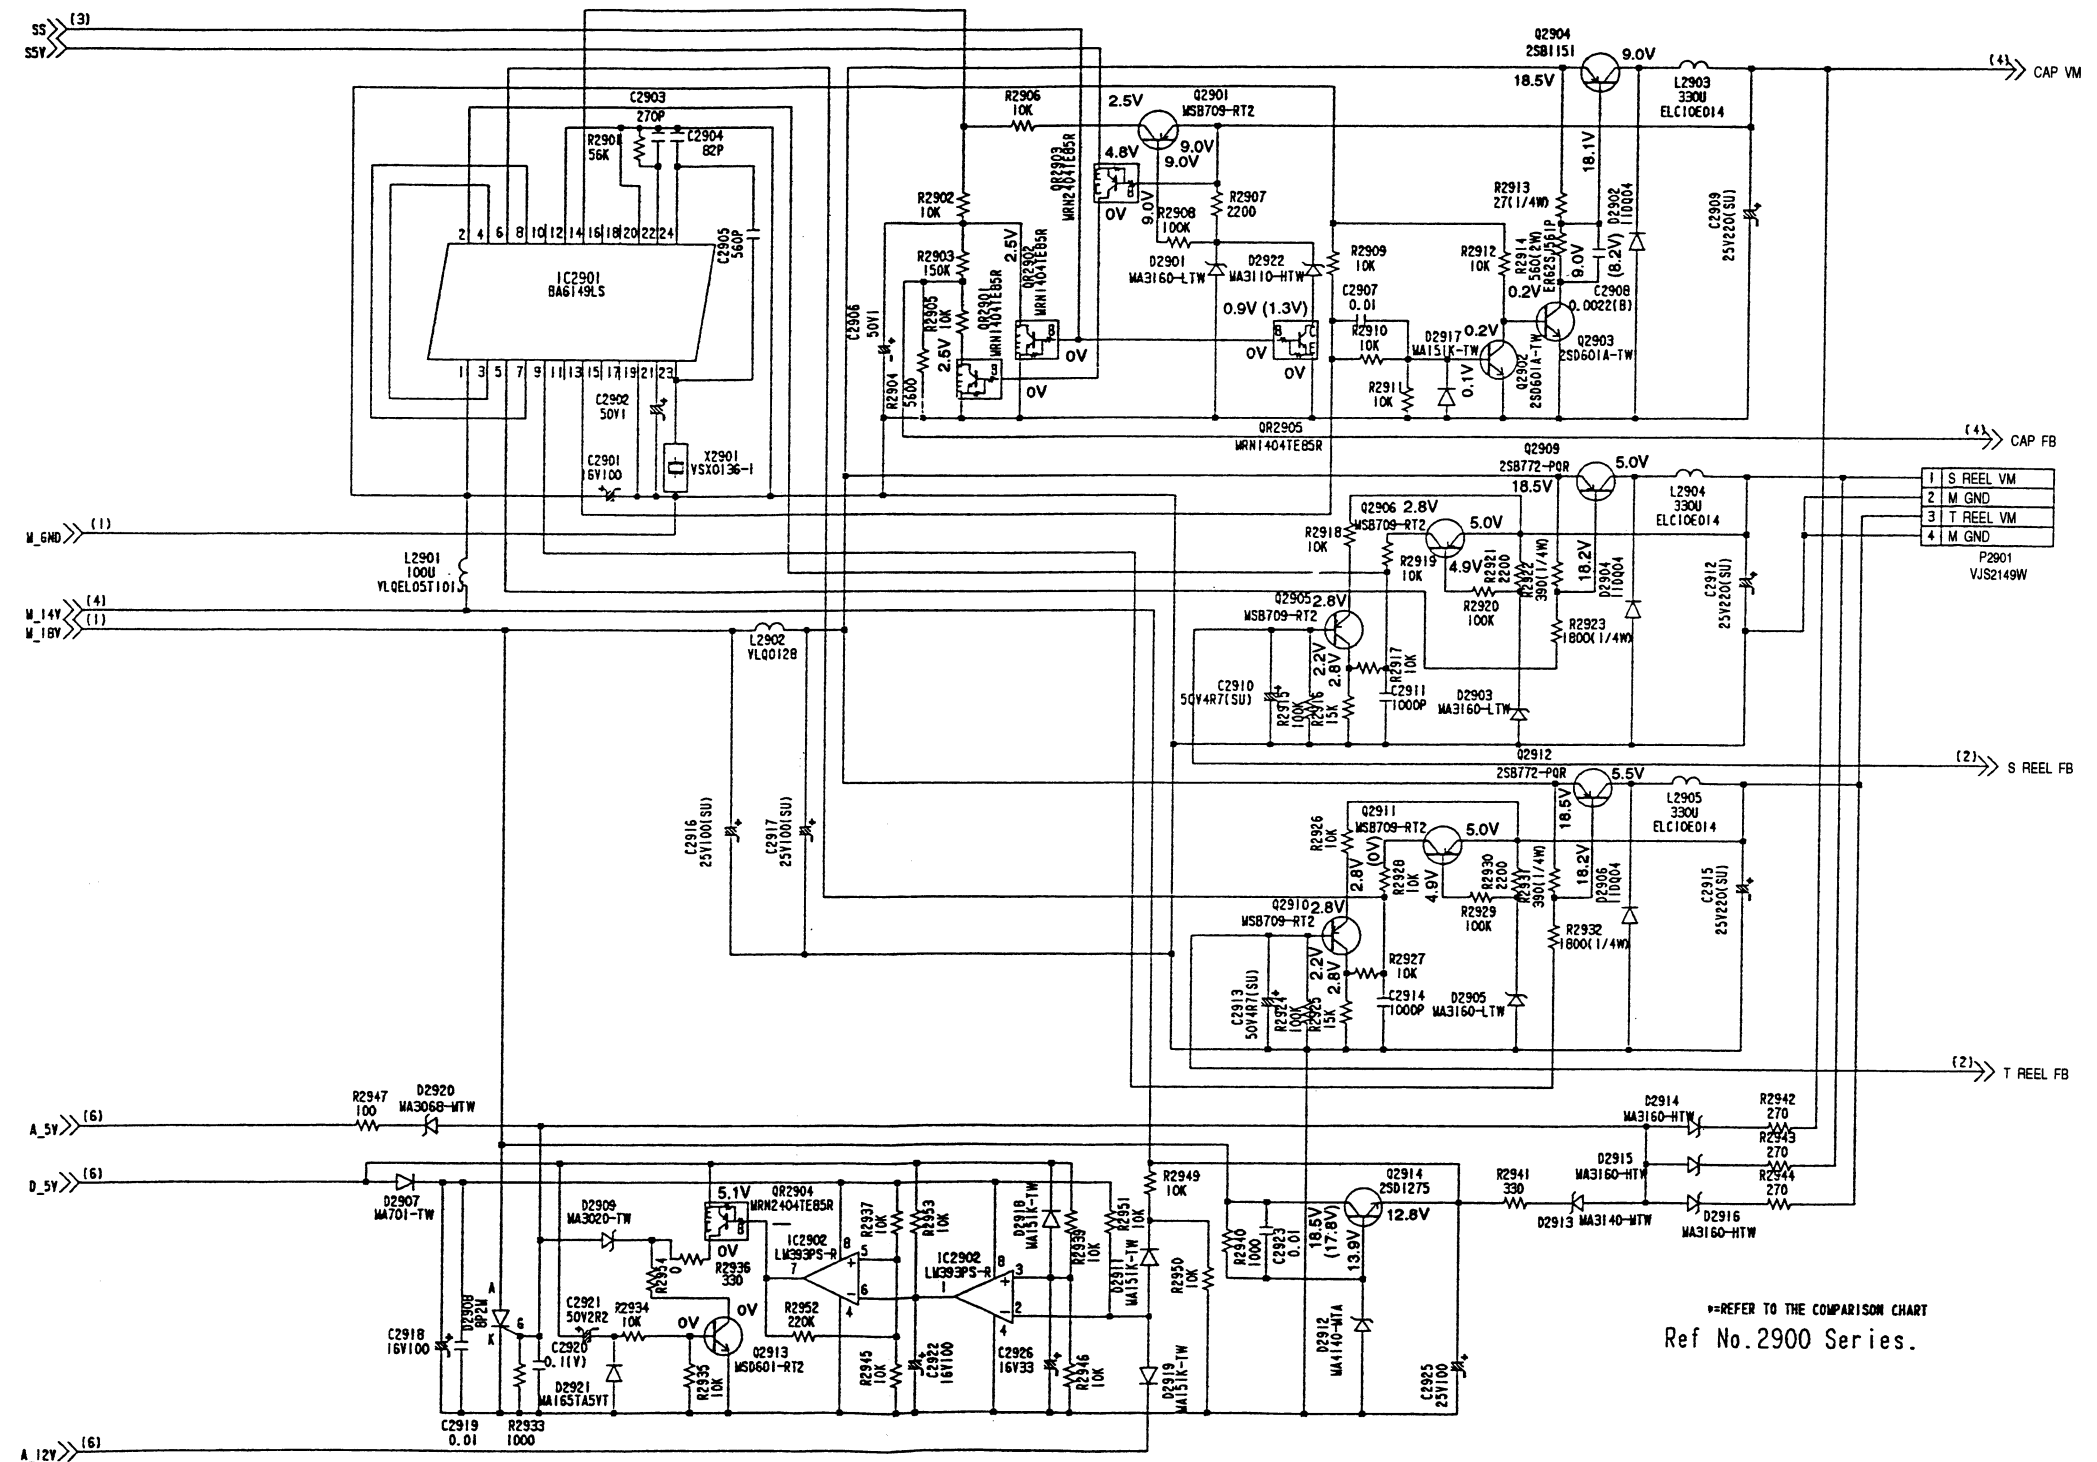 SS (3)
S5V
M_GND (1)
M_14V (4)
M_18V (1)
A_5V (6)
D_5V (6)
A_12V (6)
(4) CAP VM
(4) CAP FB
(2) S REEL FB
(2) T REEL FB
1 S REEL VM
2 M GND
3 T REEL VM
4 M GND
P2901
VJS2149W
C2903
270P
R2901
56K
C2904
82P
C2905
560P
2 4 6 8 10 12 14 16 18 20 22 24
IC2901
BA6149LS
1 3 5 7 9 11 13 15 17 19 21 23
C2902
50V1
C2901
16V100
X2901
VSX0136-1
L2901
100U
VLQEL05T101J
L2902
VLQ0128
C2916
25V100(SU)
C2917
25V100(SU)
R2906
10K
2.5V
Q2901
MSB709-RT2
9.0V
9.0V
QR2903
MRN2404TE85R
4.8V
0V
9.0V
R2902
10K
R2903
150K
R2905
10K
2.5V
QR2901
MRN1404TE85R
2.5V
QR2902
MRN1404TE85R
0V
0V
C2906
50V1
R2904
5600
R2908
100K
R2907
2200
D2901
MA3160-LTW
D2922
MA3110-HTW
0.9V (1.3V)
B C
E
0V
0V
QR2905
MRN1404TE85R
R2909
10K
C2907
0.01
R2910
10K
R2911
10K
D2917
MA151K-TW
0.1V
0.2V
Q2902
2SD601A-TW
R2912
10K
0.2V
Q2903
2SD601A-TW
R2913
27(1/4W)
R2914
560(2W)
ER62SJ561P
9.0V
(8.2V)
C2908
0.0022(B)
Q2904
2SB1151
18.5V
9.0V
18.1V
D2902
11DQ04
L2903
330U
ELC10E014
C2909
25V220(SU)
Q2909
2SB772-PQR
18.5V
5.0V
L2904
330U
ELC10E014
Q2906
MSB709-RT2
2.8V
5.0V
R2918
10K
R2919
10K
4.9V
R2921
2200
R2922
390(1/4W)
18.2V
D2904
11DQ04
C2912
25V220(SU)
R2920
100K
R2923
1800(1/4W)
Q2905
MSB709-RT2
2.8V
2.2V
2.8V
R2917
10K
C2910
50V4R7(SU)
R2915
100K
R2916
15K
C2911
1000P
D2903
MA3160-LTW
Q2912
2SB772-PQR
18.5V
5.5V
L2905
330U
ELC10E014
Q2911
MSB709-RT2
5.0V
R2926
10K
2.8V
(0V)
R2928
10K
4.9V
R2930
2200
R2931
390(1/4W)
18.2V
D2906
11DQ04
C2915
25V220(SU)
R2929
100K
R2932
1800(1/4W)
Q2910
MSB709-RT2
2.8V
2.2V
2.8V
R2927
10K
C2913
50V4R7(SU)
R2924
100K
R2925
15K
C2914
1000P
D2905
MA3160-LTW
R2947
100
D2920
MA3068-MTW
D2907
MA701-TW
D2909
MA3020-TW
5.1V
QR2904
MRN2404TE85R
0V
R2954
0
R2936
330
A
K
G
D2908
8P2M
C2918
16V100
C2919
0.01
R2933
1000
C2921
50V2R2
C2920
0.1(V)
R2934
10K
D2921
MA165TA5VT
0V
0V
R2935
10K
Q2913
MSD601-RT2
IC2902
LM393PS-R
7
8
5
6
4
R2952
220K
R2937
10K
R2945
10K
R2953
10K
C2922
16V100
IC2902
LM393PS-R
1
8
3
2
4
C2926
16V33
D2918
MA151K-TW
R2939
10K
R2946
10K
R2951
10K
D2911
MA151K-TW
D2919
MA151K-TW
R2949
10K
R2950
10K
R2940
1000
C2923
0.01
18.5V
(17.8V)
13.9V
Q2914
2SD1275
12.8V
D2912
MA4140-MTA
C2925
25V100
R2941
330
D2913
MA3140-MTW
D2914
MA3160-HTW
D2915
MA3160-HTW
D2916
MA3160-HTW
R2942
270
R2943
270
R2944
270
*=REFER TO THE COMPARISON CHART
Ref No.2900 Series.